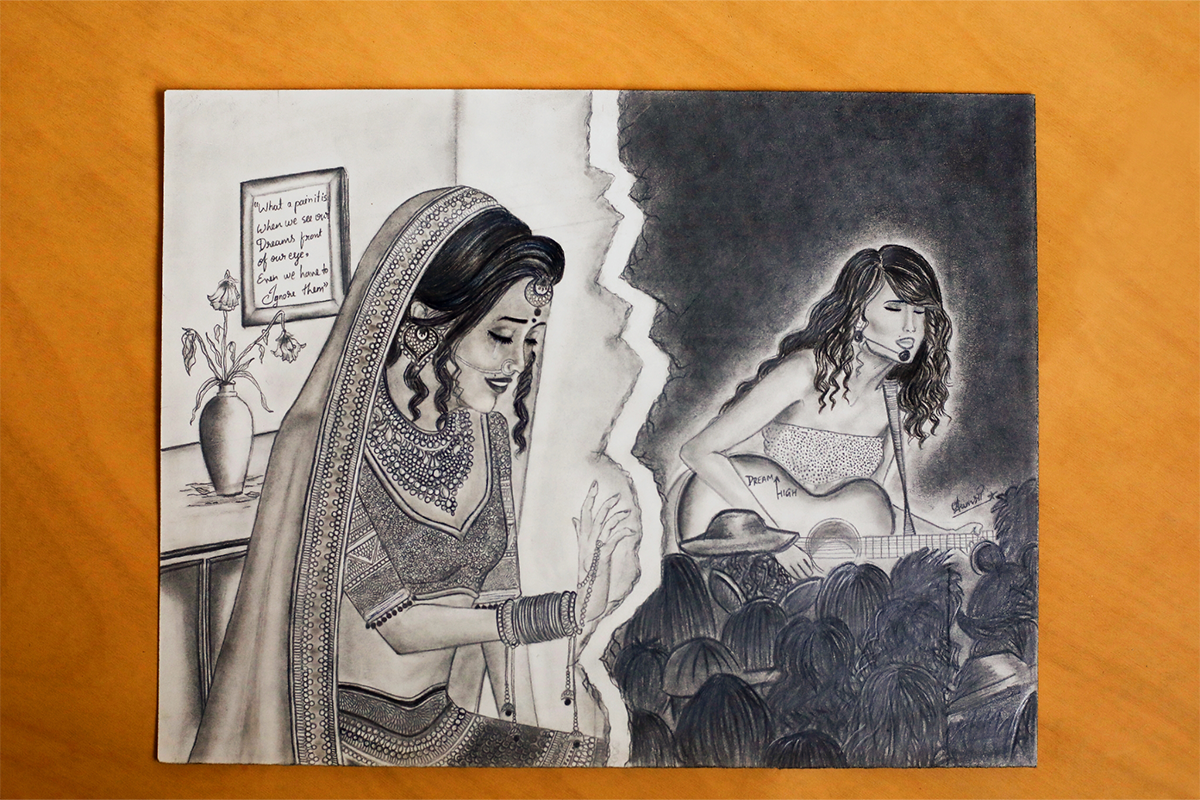 "What a pain it is
When we see our
Dreams front
of our eye.
Even we have to
Ignore them"
DREAM
HIGH